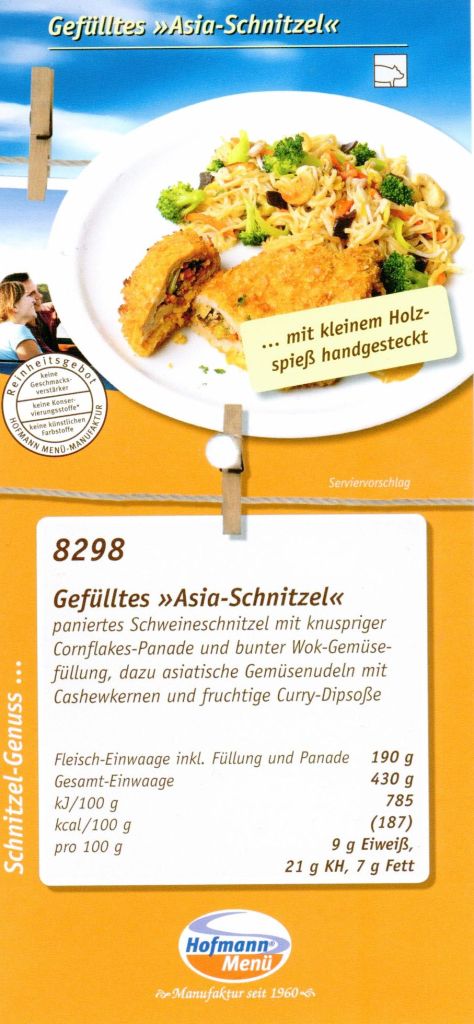 Gefülltes »Asia-Schnitzel«
... mit kleinem Holz-
spieß handgesteckt
Reinheitsgebot
keine
Geschmacks-
verstärker
keine Konser-
vierungsstoffe*
keine künstlichen
Farbstoffe
HOFMANN MENÜ-MANUFAKTUR
Serviervorschlag
8298
Gefülltes »Asia-Schnitzel«
paniertes Schweineschnitzel mit knuspriger
Cornflakes-Panade und bunter Wok-Gemüse-
füllung, dazu asiatische Gemüsenudeln mit
Cashewkernen und fruchtige Curry-Dipsoße
Fleisch-Einwaage inkl. Füllung und Panade 190 g
Gesamt-Einwaage 430 g
kJ/100 g 785
kcal/100 g (187)
pro 100 g 9 g Eiweiß,
21 g KH, 7 g Fett
Schnitzel-Genuss ...
Hofmann®
Menü
Manufaktur seit 1960